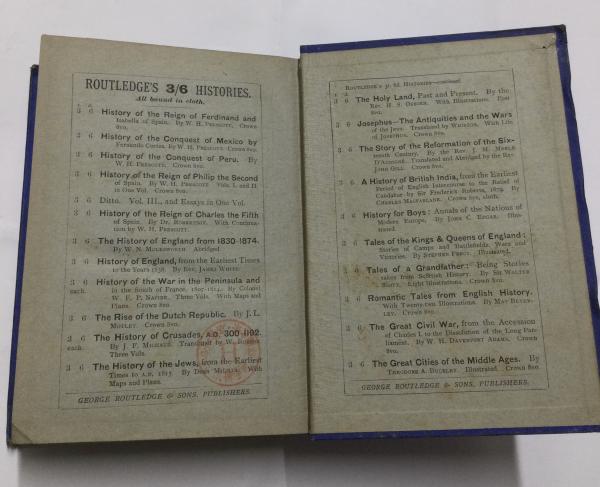 ROUTLEDGE'S 3/6 HISTORIES.
All bound in cloth.
s. d.
3 6 History of the Reign of Ferdinand and
Isabella of Spain. By W. H. PRESCOTT, Crown
8vo.
3 6 History of the Conquest of Mexico by
Fernando Cortes. By W. H. PRESCOTT. Crown 8vo.
3 6 History of the Conquest of Peru. By
W. H. PRESCOTT. Crown 8vo.
3 6 History of the Reign of Philip the Second
of Spain. By W. H. PRESCOTT Vols. I. and II
in One Vol. Crown 8vo.
3 6 Ditto. Vol. III., and Essays in One Vol.
3 6 History of the Reign of Charles the Fifth
of Spain. By DR. ROBERTSON, With Continua-
tion by W. H. PRESCOTT.
3 6 The History of England from 1830-1874.
By W. N. MOLESWORTH Abridged
3 6 History of England, from the Earliest Times
to the Years 1838. By REV. JAMES WHITE.
3 6 History of the War in the Peninsula and
each. in the South of France, 1807-1814. By Colonel
W. F. P. NAPIER. Three Vols. With Maps and
Plans. Crown 8vo
3 6 The Rise of the Dutch Republic. By J. L.
MOTLEY. Crown 8vo.
3 6 The History of Crusades, A.D. 300-1192.
each. By J. F. MICHAUD. Translated by W. ROBSON
Three Vols.
3 6 The History of the Jews, from the Earliest
Times to A.D. 1815 By DEAN MILMAN. With
Maps and Plans.
GEORGE ROUTLEDGE & SONS, PUBLISHERS.
ROUTLEDGE'S 3s. 6d. HISTORIES—continued
s. d.
3 6 The Holy Land, Past and Present. By the
REV. H. S. OSBORN. With Illustrations. Post
8vo.
3 6 Josephus—The Antiquities and the Wars
of the Jews. Translated by WHISTON. With Life
of JOSEPHUS, Crown 8vo.
3 6 The Story of the Reformation of the Six-
teenth Century. By the REV. J. H. MERLE
D'AUBIGNE. Translated and Abridged by the REV.
JOHN GILL. Crown 8vo.
3 6 A History of British India, from the Earliest
Period of English Intercourse to the Relief of
Candahar by Sir Frederick Roberts, 1879. By
CHARLES MACFARLANE. Crown 8vo, cloth.
3 6 History for Boys: Annals of the Nations of
Modern Europe. By JOHN C. EDGAR. Illus-
trated.
3 6 Tales of the Kings & Queens of England:
Stories of Camps and Battlefields, Wars and
Victories. By STEPHEN PERCY. Illustrated.
3 6 Tales of a Grandfather: Being Stories
taken from Scottish History. By SIR WALTER
SCOTT. Eight Illustrations. Crown 8vo.
3 6 Romantic Tales from English History.
With Twenty-two Illustrations. By MAY BEVER-
LEY. Crown 8vo.
3 6 The Great Civil War, from the Accession
of Charles I. to the Dissolution of the Long Par-
liament. By W. H. DAVENPORT ADAMS. Crown
8vo.
3 6 The Great Cities of the Middle Ages. By
THEODORE A. BUCKLEY. Illustrated. Crown 8vo.
GEORGE ROUTLEDGE & SONS, PUBLISHERS.